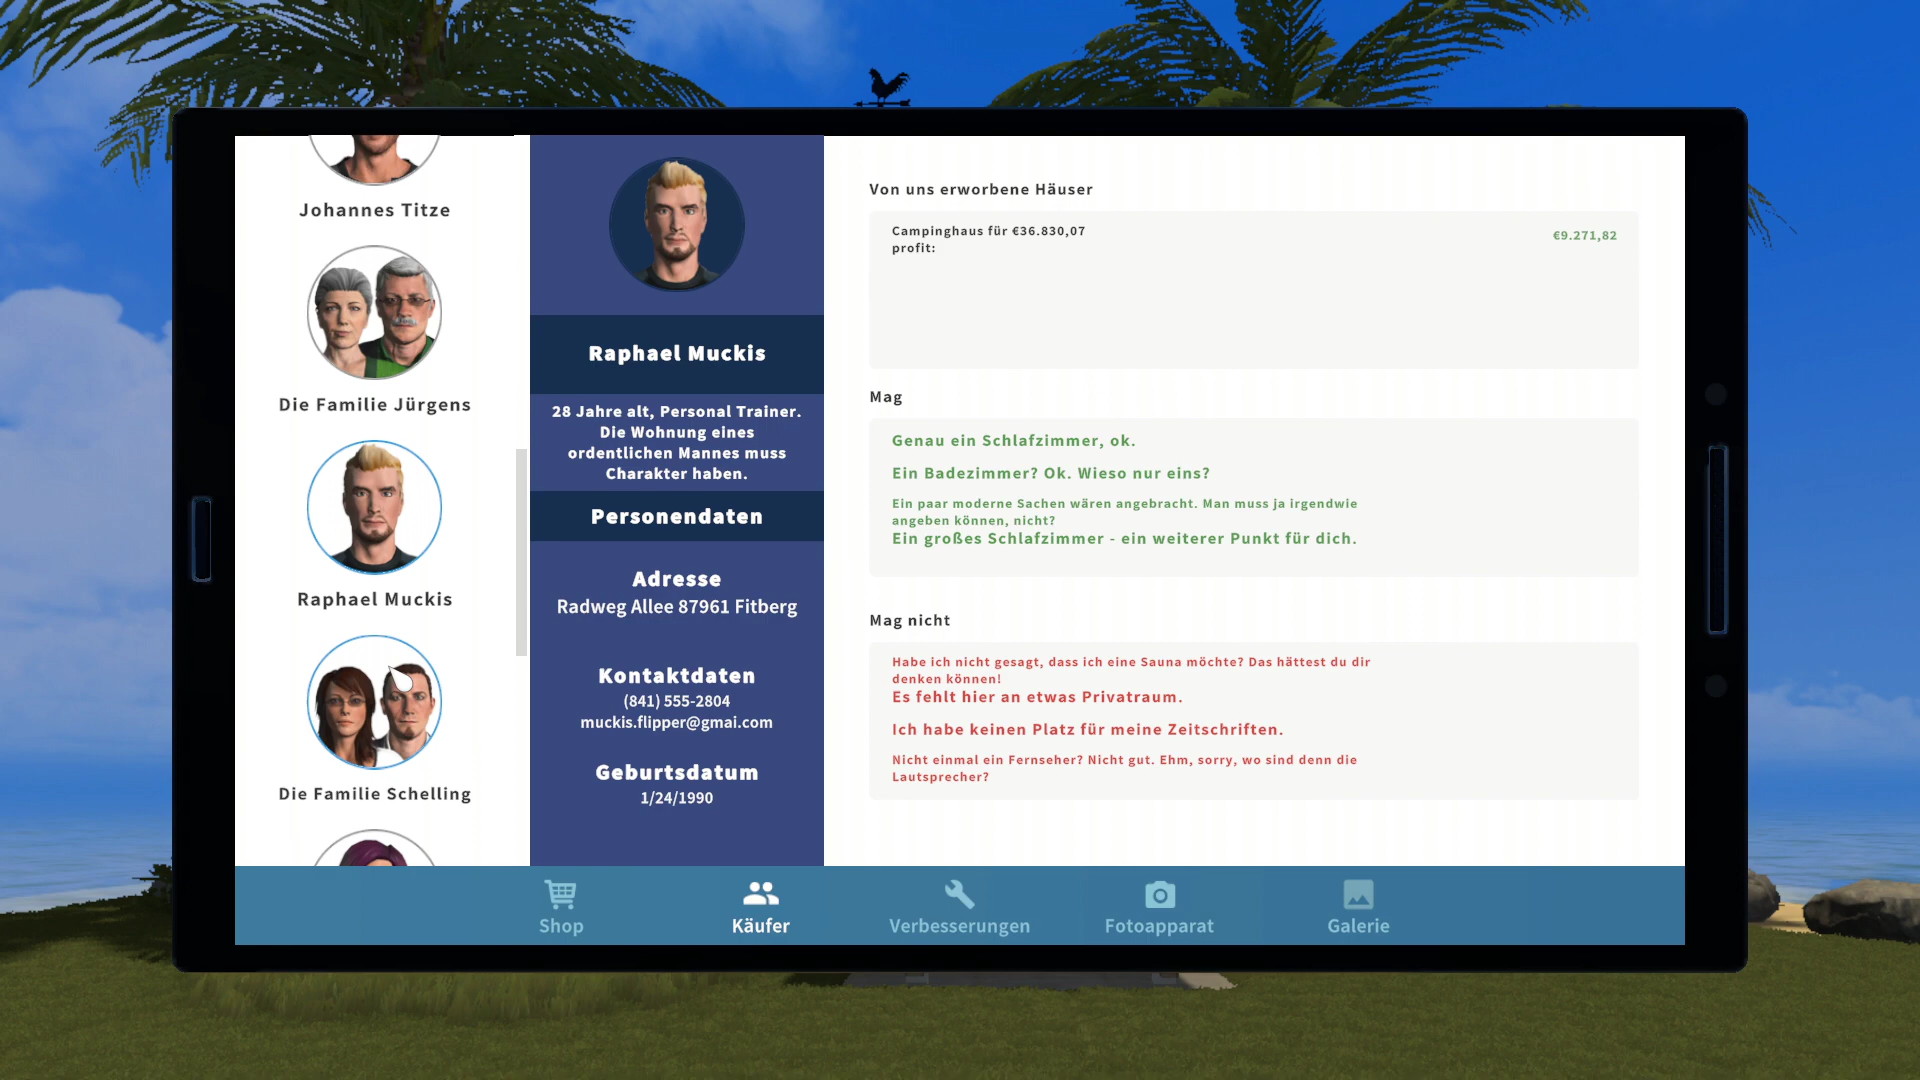 Johannes Titze
Die Familie Jürgens
Raphael Muckis
Die Familie Schelling
Raphael Muckis
28 Jahre alt, Personal Trainer.
Die Wohnung eines
ordentlichen Mannes muss
Charakter haben.
Personendaten
Adresse
Radweg Allee 87961 Fitberg
Kontaktdaten
(841) 555-2804
muckis.flipper@gmai.com
Geburtsdatum
1/24/1990
Von uns erworbene Häuser
Campinghaus für €36.830,07
profit:
€9.271,82
Mag
Genau ein Schlafzimmer, ok.
Ein Badezimmer? Ok. Wieso nur eins?
Ein paar moderne Sachen wären angebracht. Man muss ja irgendwie
angeben können, nicht?
Ein großes Schlafzimmer - ein weiterer Punkt für dich.
Mag nicht
Habe ich nicht gesagt, dass ich eine Sauna möchte? Das hättest du dir
denken können!
Es fehlt hier an etwas Privatraum.
Ich habe keinen Platz für meine Zeitschriften.
Nicht einmal ein Fernseher? Nicht gut. Ehm, sorry, wo sind denn die
Lautsprecher?
Shop
Käufer
Verbesserungen
Fotoapparat
Galerie